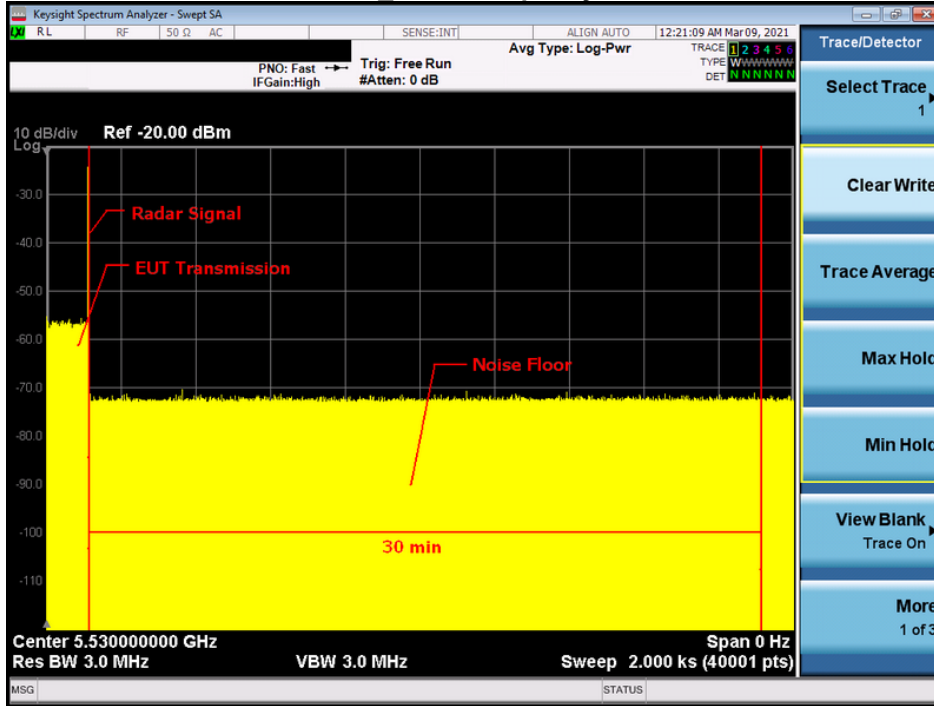 Keysight Spectrum Analyzer - Swept SA
LXI RL RF 50 Ω AC SENSE:INT ALIGN AUTO 12:21:09 AM Mar 09, 2021
Trace/Detector
Avg Type: Log-Pwr TRACE 1 2 3 4 5 6
PNO: Fast Trig: Free Run TYPE WWWWWW
IFGain:High #Atten: 0 dB DET N N N N N N
Select Trace
1
10 dB/div Ref -20.00 dBm
Log
Clear Write
-30.0
Radar Signal
-40.0
EUT Transmission
Trace Average
-50.0
-60.0
Noise Floor
Max Hold
-70.0
-80.0
Min Hold
-90.0
View Blank
Trace On
-100
30 min
-110
More
1 of 3
Center 5.530000000 GHz Span 0 Hz
Res BW 3.0 MHz VBW 3.0 MHz Sweep 2.000 ks (40001 pts)
MSG STATUS